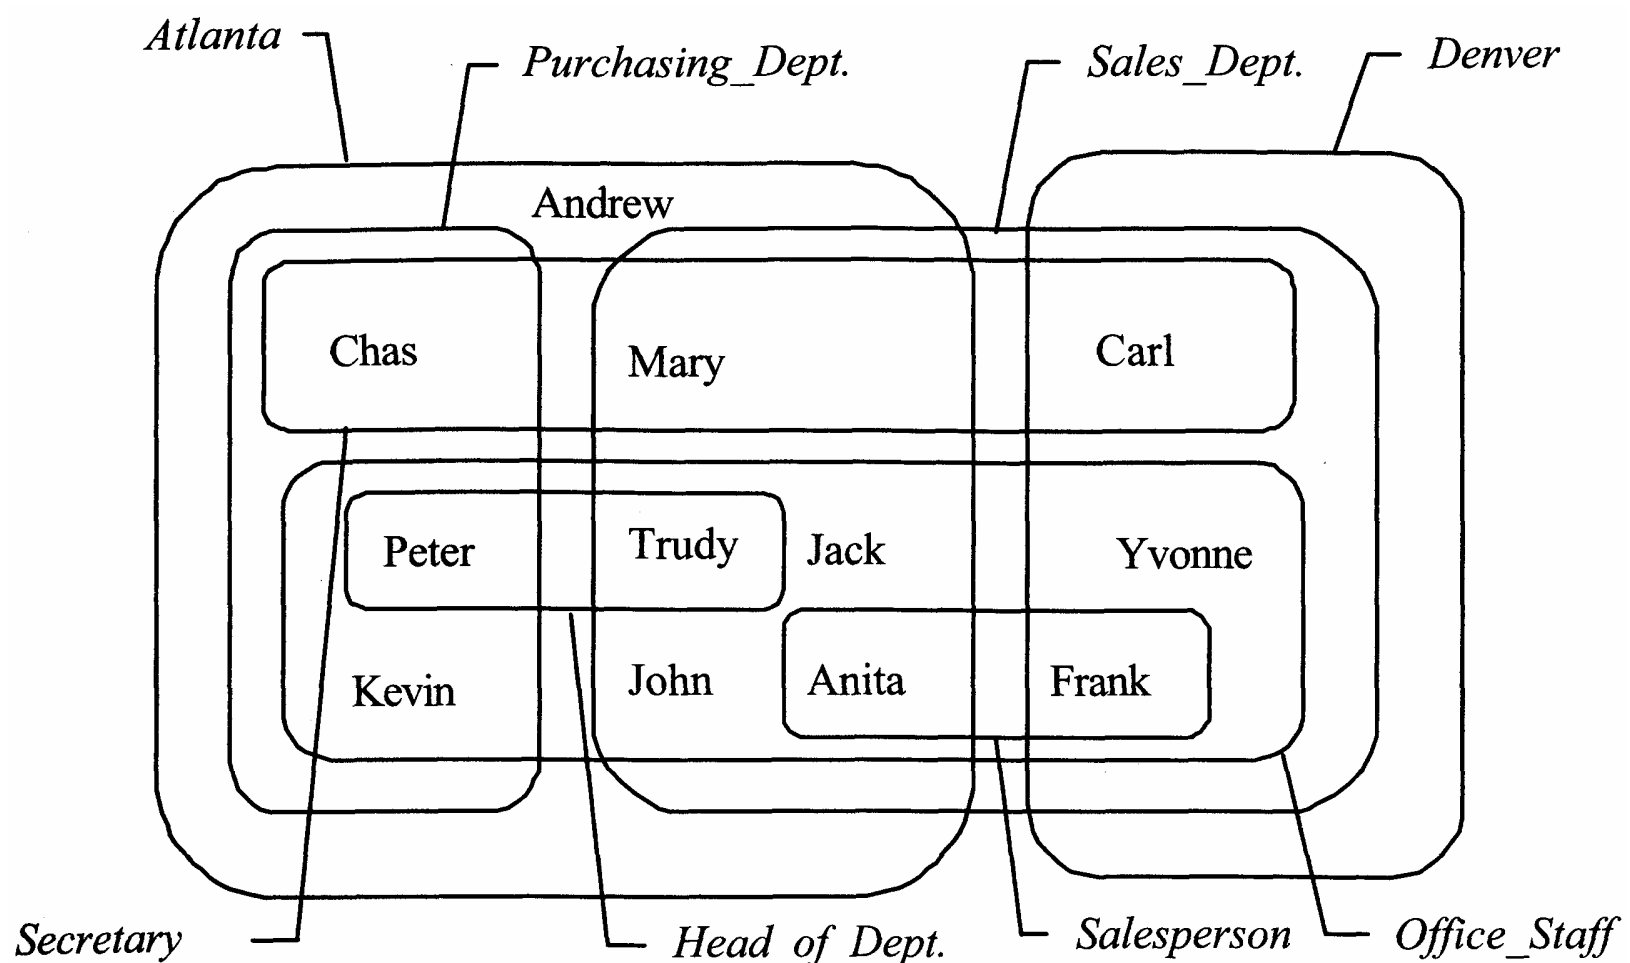 Atlanta
Purchasing_Dept.
Sales_Dept.
Denver
Andrew
Chas
Mary
Carl
Peter
Trudy
Jack
Yvonne
Kevin
John
Anita
Frank
Secretary
Head of Dept.
Salesperson
Office_Staff